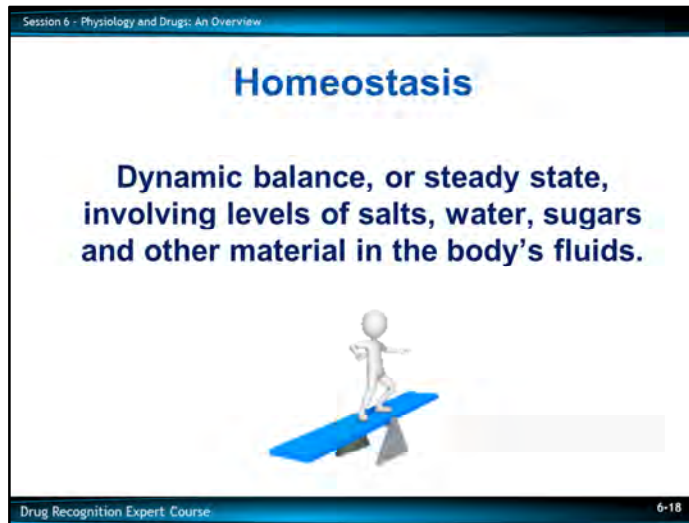 Session 6 - Physiology and Drugs: An Overview
Homeostasis
Dynamic balance, or steady state,
involving levels of salts, water, sugars
and other material in the body's fluids.
Drug Recognition Expert Course
6-18